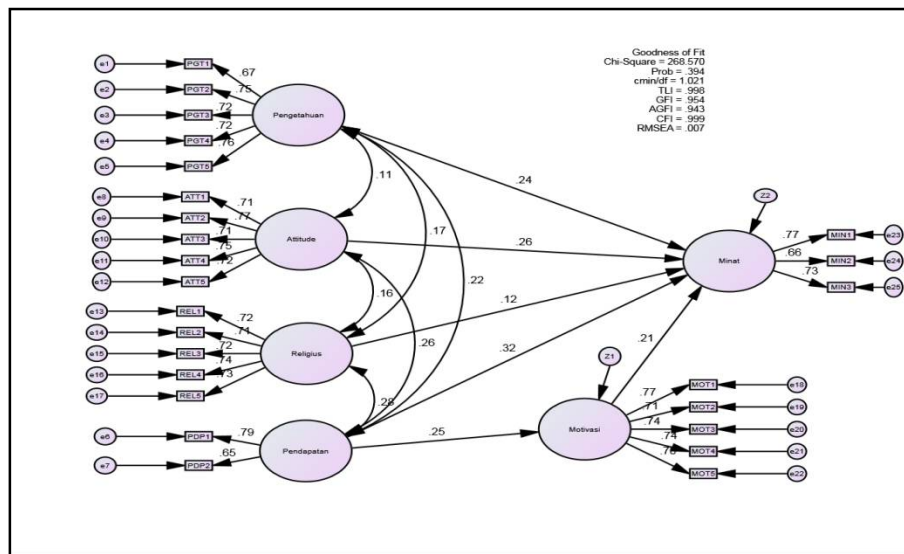 Goodness of Fit
Chi-Square = 268.570
Prob = .394
cmin/df = 1.021
TLI = .998
GFI = .954
AGFI = .943
CFI = .999
RMSEA = .007
e1 PGT1 .67
e2 PGT2 .75
e3 PGT3 .72
e4 PGT4 .72
e5 PGT5 .76
Pengetahuan
.11
.24
.17
.22
e8 ATT1 .71
e9 ATT2 .77
e10 ATT3 .71
e11 ATT4 .75
e12 ATT5 .72
Attitude
.26
.16
.26
e13 REL1 .72
e14 REL2 .71
e15 REL3 .72
e16 REL4 .74
e17 REL5 .73
Religius
.12
.32
.28
e6 PDP1 .79
e7 PDP2 .65
Pendapatan
.25
Z2
Minat
.77 MIN1 e23
.66 MIN2 e24
.73 MIN3 e25
.21
Z1
Motivasi
.77 MOT1 e18
.71 MOT2 e19
.74 MOT3 e20
.74 MOT4 e21
MOT5 e22